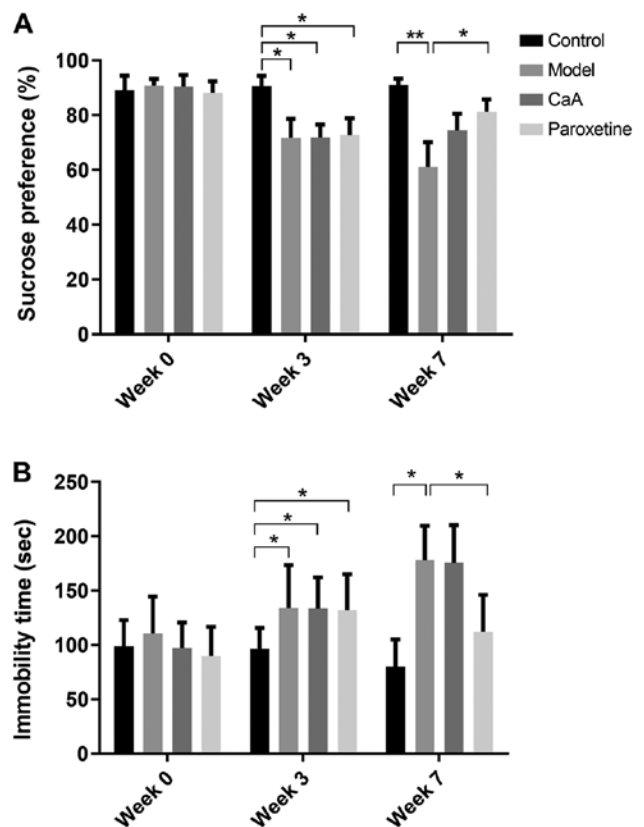 A
Sucrose preference (%)
100
80
60
40
20
0
*
*
*
**
*
Week 0
Week 3
Week 7
Control
Model
CaA
Paroxetine
B
Immobility time (sec)
250
200
150
100
50
0
*
*
*
*
*
Week 0
Week 3
Week 7